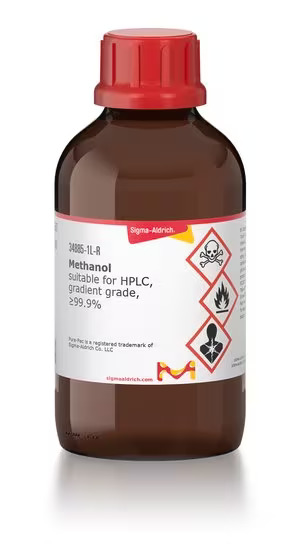 Sigma-Aldrich.
34885-1L-R
Methanol
suitable for HPLC,
gradient grade,
≥99.9%
Pure-Pac is a registered trademark of
Sigma-Aldrich Co. LLC
sigmaaldrich.com